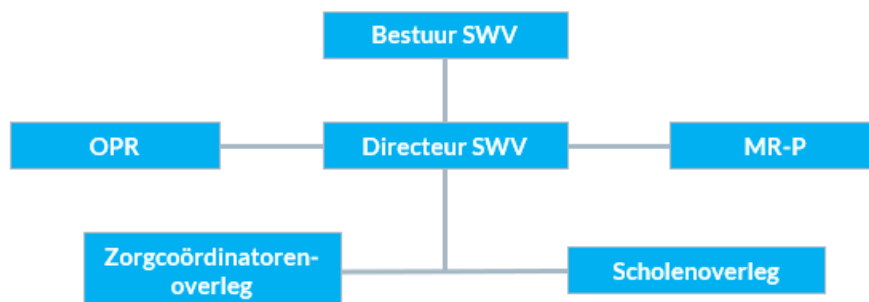 Bestuur SWV
OPR
Directeur SWV
MR-P
Zorgcoördinatoren-
overleg
Scholenoverleg